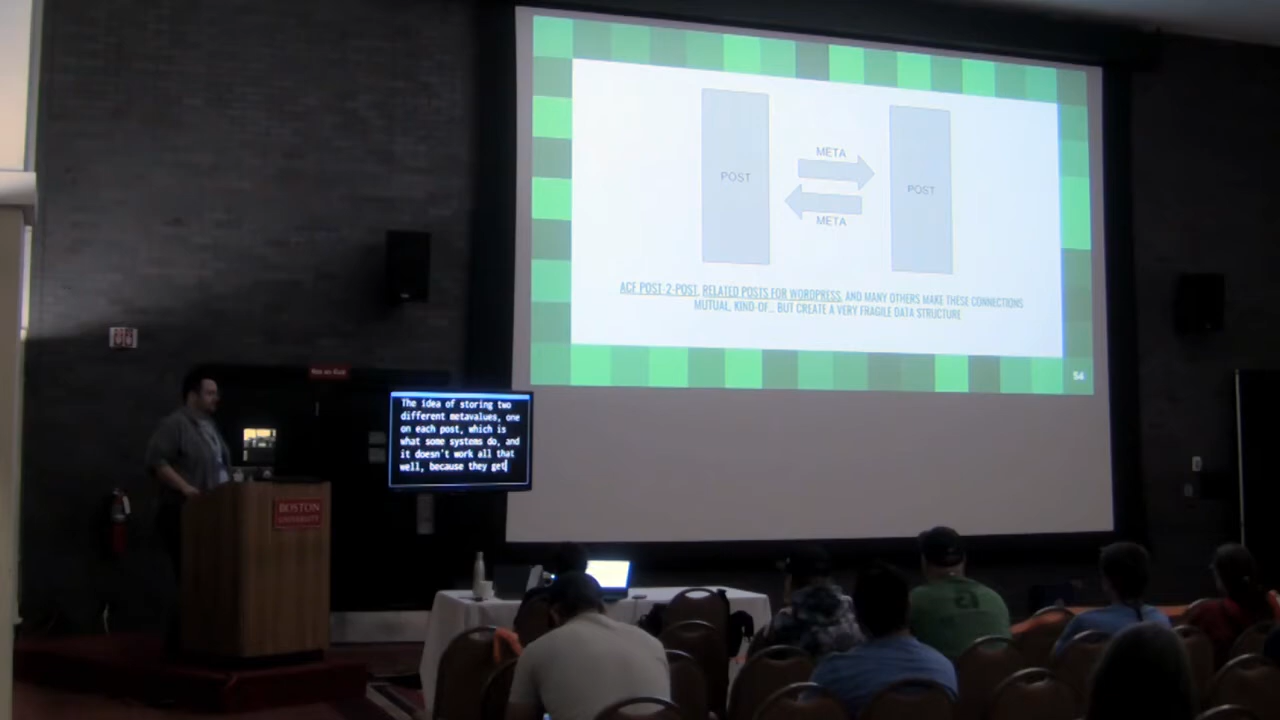 META
POST
POST
META
ACF POST-2-POST, RELATED POSTS FOR WORDPRESS, AND MANY OTHERS MAKE THESE CONNECTIONS
MUTUAL, KIND-OF... BUT CREATE A VERY FRAGILE DATA STRUCTURE
54
The idea of storing two
different metavalues, one
on each post, which is
what some systems do, and
it doesn't work all that
well, because they get
BOSTON
UNIVERSITY